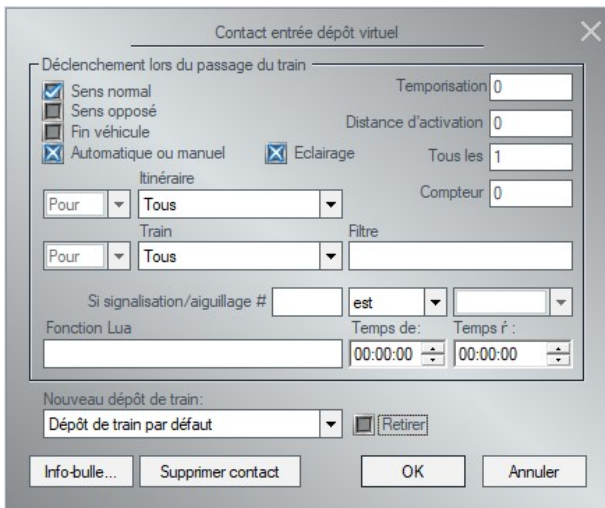 Contact entrée dépôt virtuel
Déclenchement lors du passage du train
Sens normal
Temporisation 0
Sens opposé
Fin véhicule
Distance d'activation 0
Automatique ou manuel
Eclairage
Tous les 1
Itinéraire
Compteur 0
Pour
Tous
Train
Filtre
Pour
Tous
Si signalisation/aiguillage #
est
Fonction Lua
Temps de:
Temps ŕ :
00:00:00
00:00:00
Nouveau dépôt de train:
Dépôt de train par défaut
Retirer
Info-bulle...
Supprimer contact
OK
Annuler